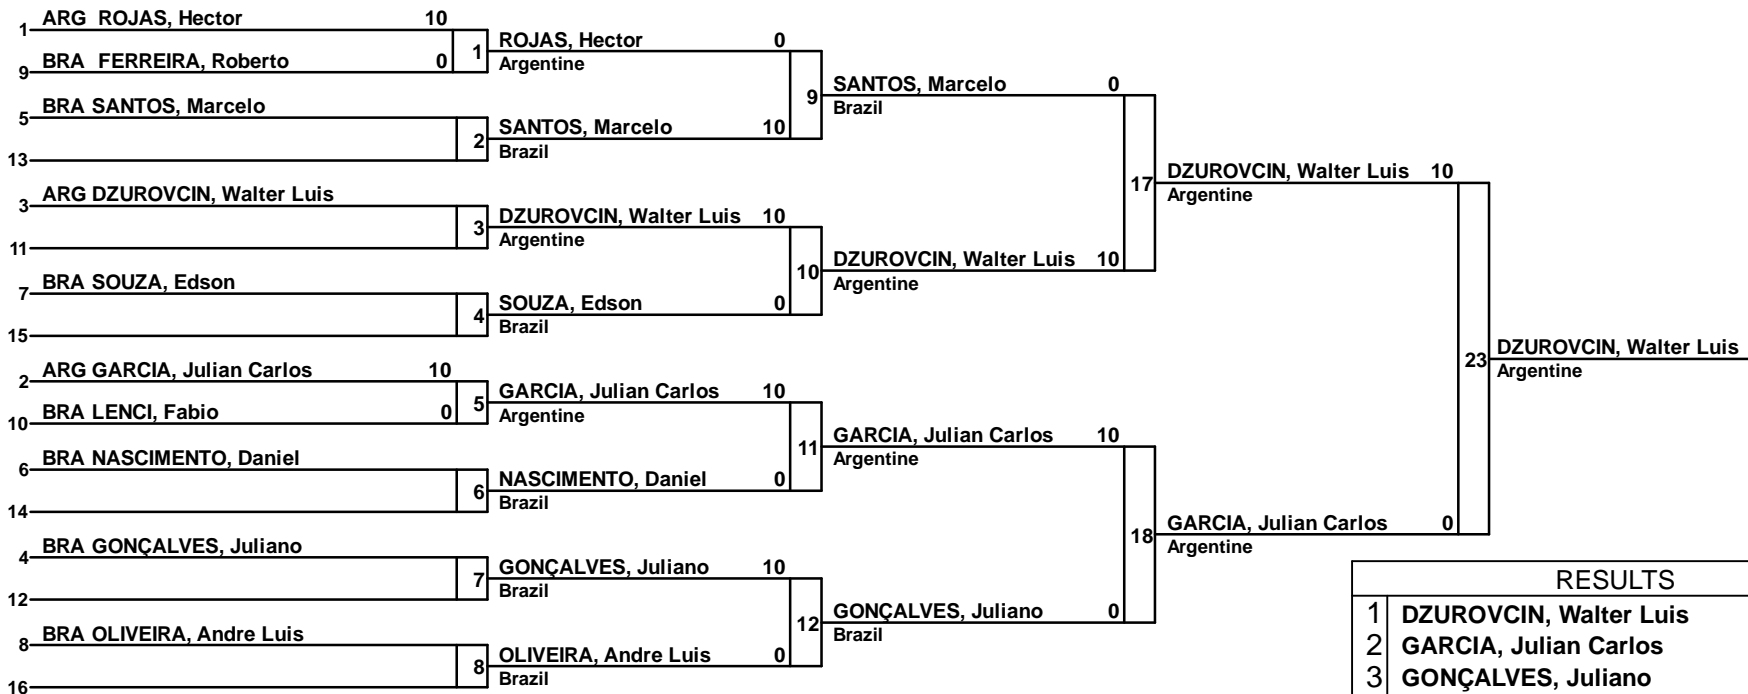 1 ARG ROJAS, Hector 10
9 BRA FERREIRA, Roberto 0
1
5 BRA SANTOS, Marcelo
13
2
3 ARG DZUROVCIN, Walter Luis
11
3
7 BRA SOUZA, Edson
15
4
2 ARG GARCIA, Julian Carlos 10
10 BRA LENCI, Fabio 0
5
6 BRA NASCIMENTO, Daniel
14
6
4 BRA GONÇALVES, Juliano
12
7
8 BRA OLIVEIRA, Andre Luis
16
8
ROJAS, Hector 0
Argentine
9
SANTOS, Marcelo 10
Brazil
DZUROVCIN, Walter Luis 10
Argentine
10
SOUZA, Edson 0
Brazil
GARCIA, Julian Carlos 10
Argentine
11
NASCIMENTO, Daniel 0
Brazil
GONÇALVES, Juliano 10
Brazil
12
OLIVEIRA, Andre Luis 0
Brazil
SANTOS, Marcelo 0
Brazil
17
DZUROVCIN, Walter Luis 10
Argentine
GARCIA, Julian Carlos 10
Argentine
18
GONÇALVES, Juliano 0
Brazil
DZUROVCIN, Walter Luis 10
Argentine
23
GARCIA, Julian Carlos 0
Argentine
DZUROVCIN, Walter Luis
Argentine
RESULTS
1 DZUROVCIN, Walter Luis
2 GARCIA, Julian Carlos
3 GONÇALVES, Juliano